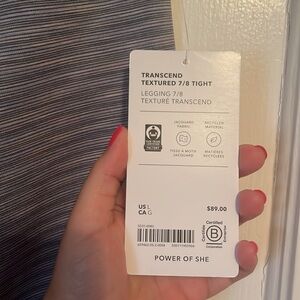 TRANSCEND
TEXTURED 7/8 TIGHT
LEGGING 7/8
TEXTURÉ TRANSCEND
JACQUARD
FABRIC
RECYCLED
MATERIAL
FACTORY
TISSU À MOTIF
JACQUARD
MATIÈRES
RECYCLÉES
US L
CA G
$89.00
Certified
B
Corporation
POWER OF SHE